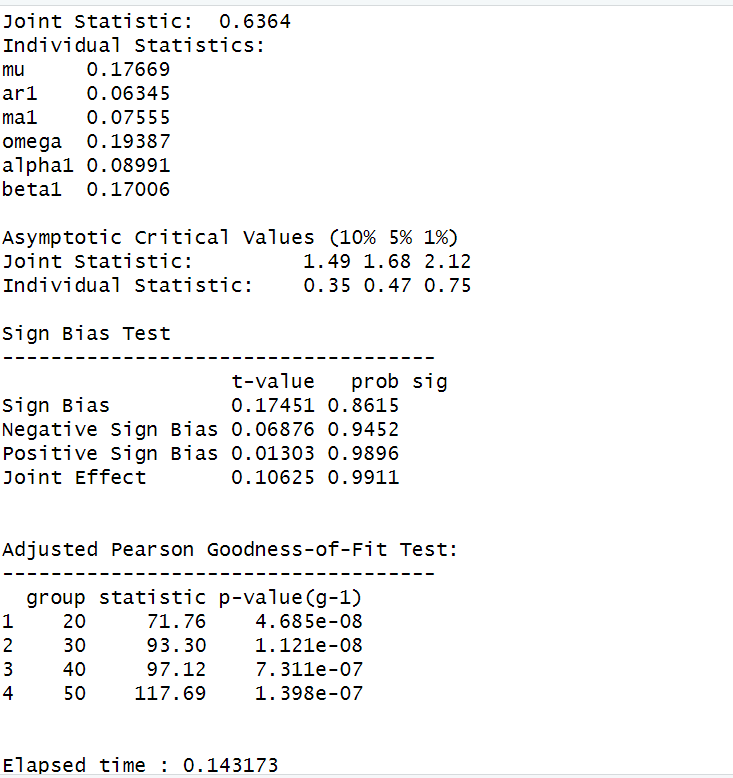 Joint Statistic:  0.6364
Individual Statistics:
mu     0.17669
ar1    0.06345
ma1    0.07555
omega  0.19387
alpha1 0.08991
beta1  0.17006

Asymptotic Critical Values (10% 5% 1%)
Joint Statistic:         1.49 1.68 2.12
Individual Statistic:    0.35 0.47 0.75

Sign Bias Test
------------------------------------
                   t-value   prob sig
Sign Bias          0.17451 0.8615
Negative Sign Bias 0.06876 0.9452
Positive Sign Bias 0.01303 0.9896
Joint Effect       0.10625 0.9911


Adjusted Pearson Goodness-of-Fit Test:
------------------------------------
  group statistic p-value(g-1)
1    20     71.76    4.685e-08
2    30     93.30    1.121e-08
3    40     97.12    7.311e-07
4    50    117.69    1.398e-07


Elapsed time : 0.143173